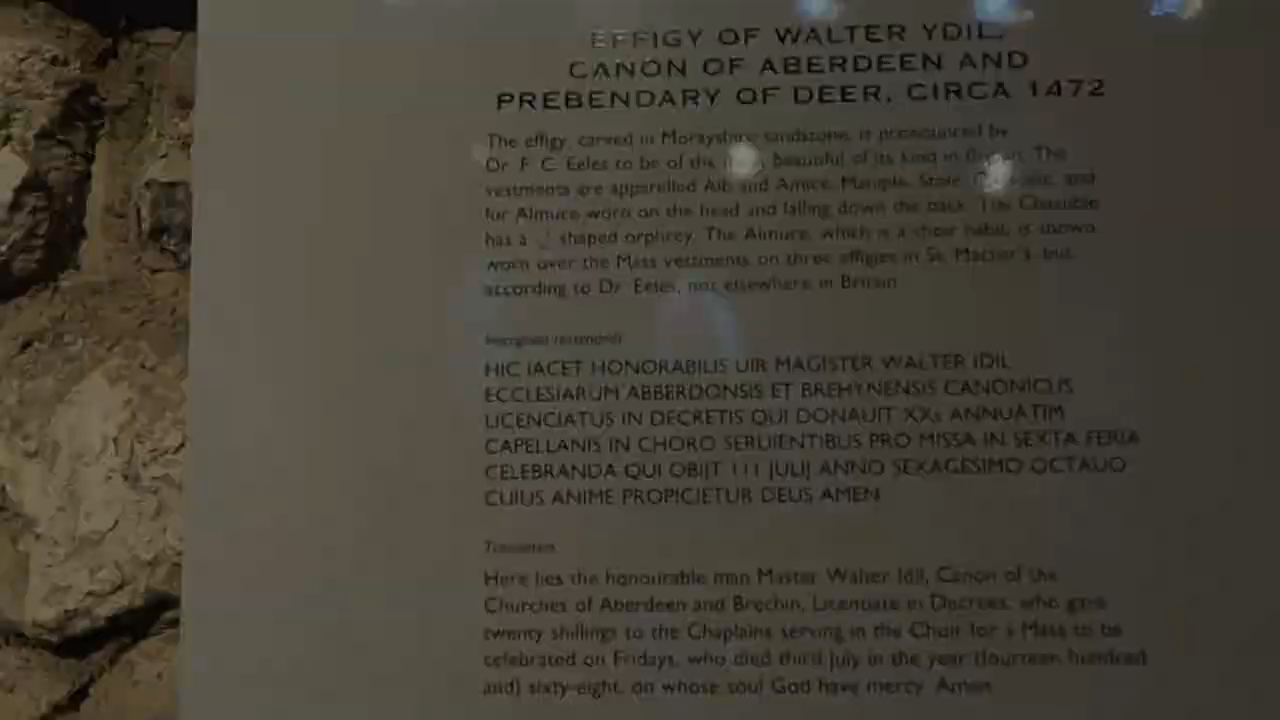 EFFIGY OF WALTER YDIL,
CANON OF ABERDEEN AND
PREBENDARY OF DEER, CIRCA 1472
The effigy, carved in Morayshire sandstone, is pronounced by
Dr. F. C. Eeles to be of the beautiful of its kind in Britain. The
vestments are apparelled Alb and Amice, Maniple, Stole, and
fur Almuce worn on the head and falling down the back. The Chasuble
has a shaped orphrey. The Almuce, which is a choir habit, is shown
worn over the Mass vestments on three effigies in St. Machar's but,
according to Dr. Eeles, not elsewhere in Britain.
HIC IACET HONORABILIS UIR MAGISTER WALTER IDIL
ECCLESIARUM ABBERDONSIS ET BREHYNENSIS CANONICUS
LICENCIATUS IN DECRETIS QUI DONAUIT XXs ANNUATIM
CAPELLANIS IN CHORO SERUIENTIBUS PRO MISSA IN SEXTA FERIA
CELEBRANDA QUI OBIJT 111 JULIJ ANNO SEXAGESIMO OCTAUO
CUIUS ANIME PROPICIETUR DEUS AMEN
Translation
Here lies the honourable man Master Walter Idil, Canon of the
Churches of Aberdeen and Brechin, Licentiate in Decrees, who gave
twenty shillings to the Chaplains serving in the Choir for a Mass to be
celebrated on Fridays, who died third July in the year (fourteen hundred
and) sixty-eight, on whose soul God have mercy. Amen.